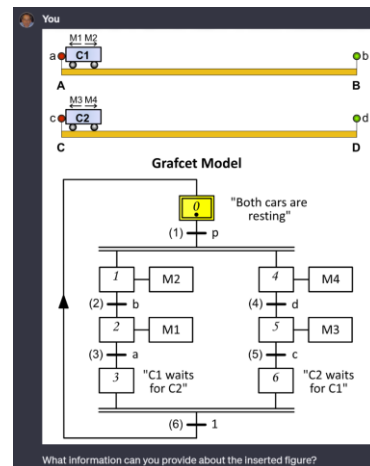 You
M1 M2
a C1 b
A B
M3 M4
c C2 d
C D
Grafcet Model
0 "Both cars are
resting"
(1) p
1 M2 4 M4
(2) b (4) d
2 M1 5 M3
(3) a (5) c
3 "C1 waits
for C2" 6 "C2 waits
for C1"
(6) 1
What information can you provide about the inserted figure?